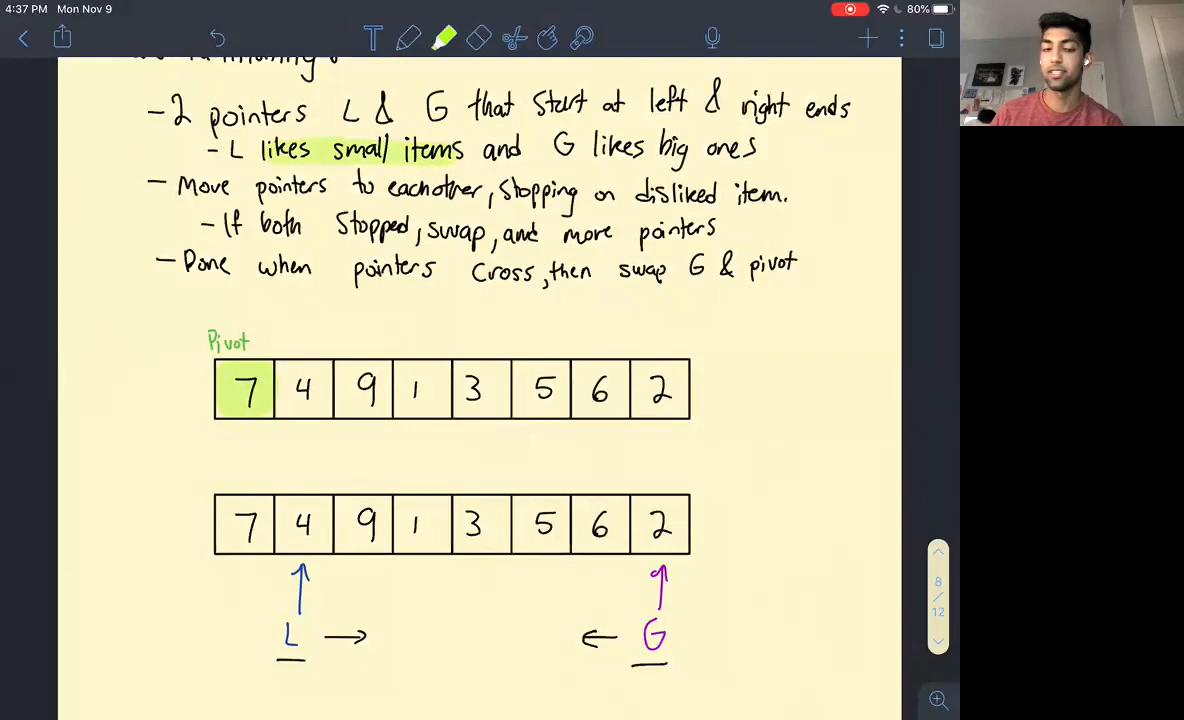 4:37 PM Mon Nov 9
80%
- 2 pointers L & G that start at left & right ends
- L likes small items and G likes big ones
- Move pointers to eachother, stopping on disliked item.
- If both stopped, swap, and move pointers
- Done when pointers cross, then swap G & pivot
Pivot
7 4 9 1 3 5 6 2
7 4 9 1 3 5 6 2
8
/
12
L → ← G